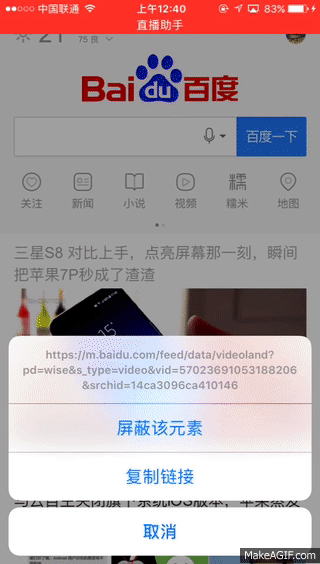 中国联通 上午12:40 83%
直播助手
21 75 良
Bai du 百度
百度一下
关注 新闻 小说 视频 糯米 地图
糯
三星S8 对比上手，点亮屏幕那一刻，瞬间
把苹果7P秒成了渣渣
https://m.baidu.com/feed/data/videoland?
pd=wise&s_type=video&vid=57023691053188206
&srchid=14ca3096ca410146
屏蔽该元素
复制链接
取消
MakeAGIF.com